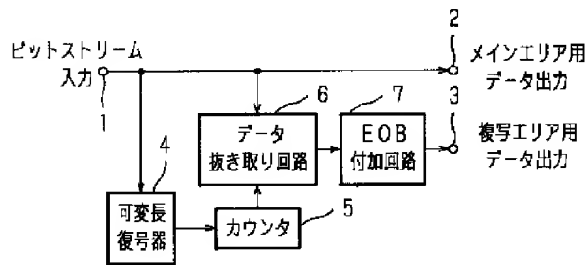 ビットストリーム
入力
1
2
メインエリア用
データ出力
3
複写エリア用
データ出力
6
データ
抜き取り回路
7
EOB
付加回路
4
可変長
復号器
カウンタ
5